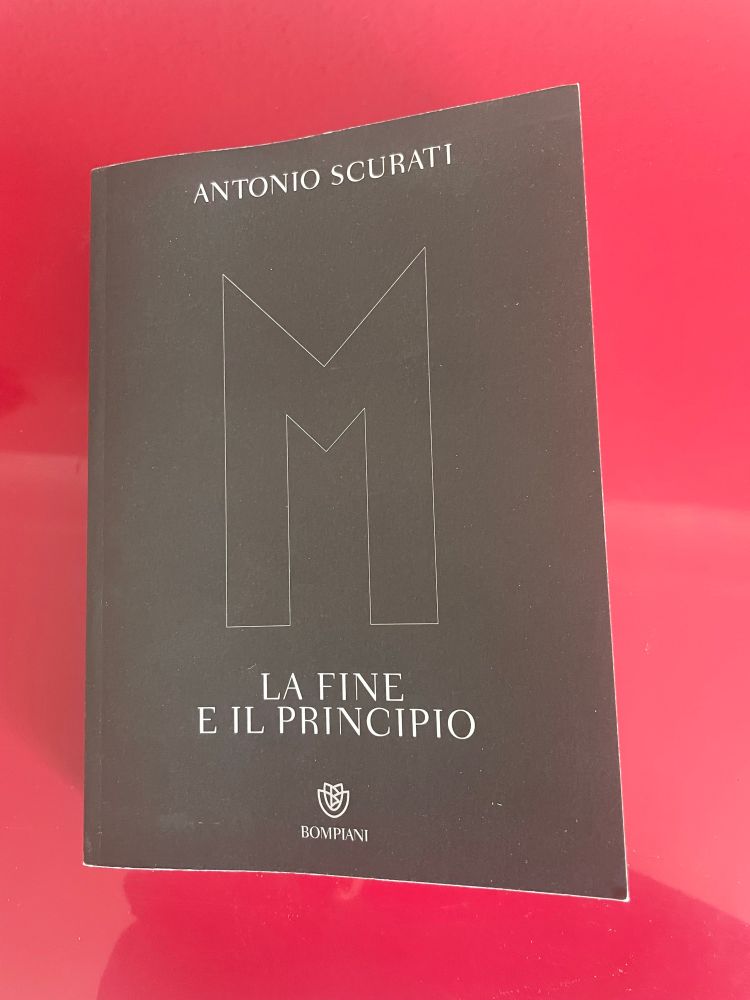 ANTONIO SCURATI
M
LA FINE
E IL PRINCIPIO
BOMPIANI